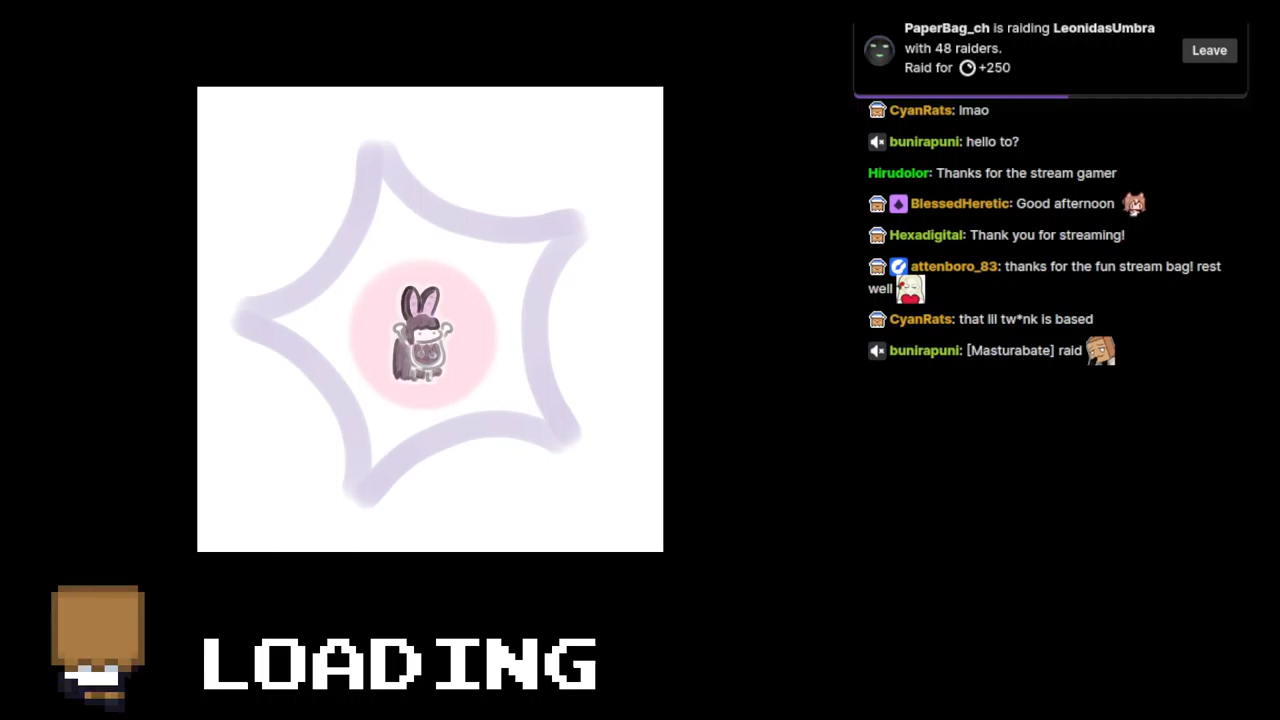 PaperBag_ch is raiding LeonidasUmbra
with 48 raiders.
Raid for +250
Leave
CyanRats: lmao
bunirapuni: hello to?
Hirudolor: Thanks for the stream gamer
BlessedHeretic: Good afternoon
Hexadigital: Thank you for streaming!
attenboro_83: thanks for the fun stream bag! rest
well
CyanRats: that lil tw*nk is based
bunirapuni: [Masturabate] raid
LOADING